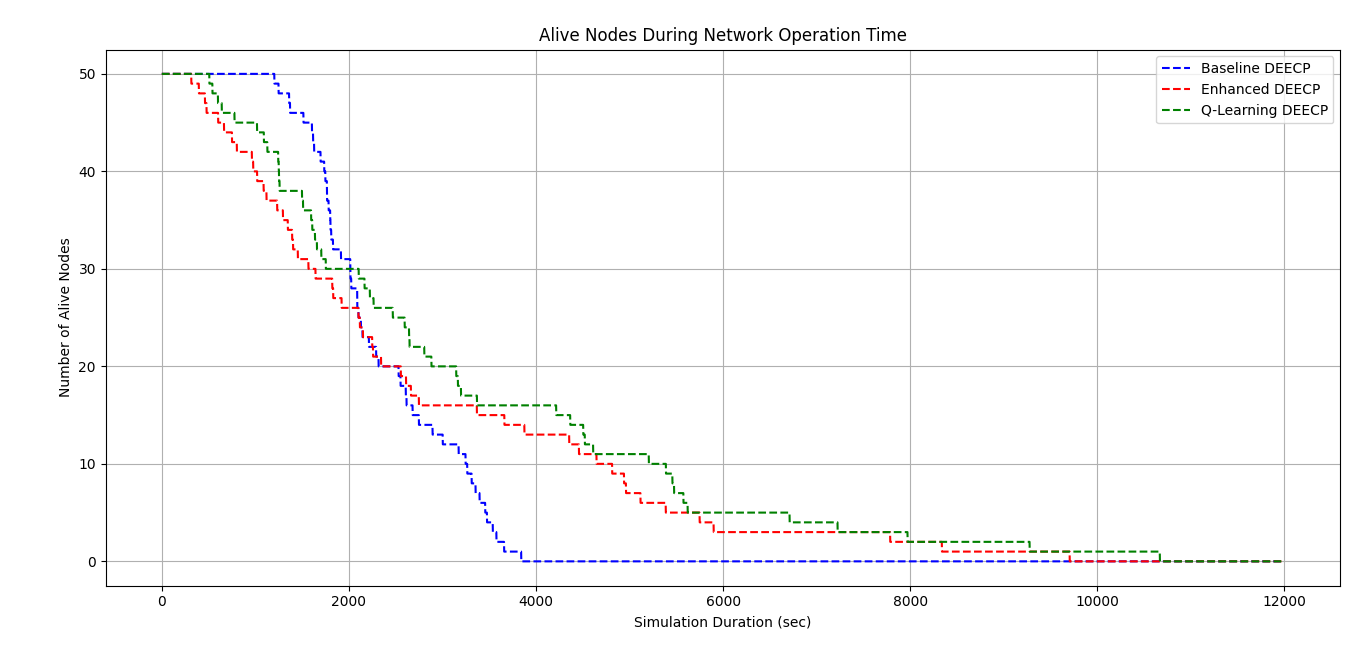 Alive Nodes During Network Operation Time
Baseline DEECP
Enhanced DEECP
Q-Learning DEECP
Number of Alive Nodes
50
40
30
20
10
0
0 2000 4000 6000 8000 10000 12000
Simulation Duration (sec)